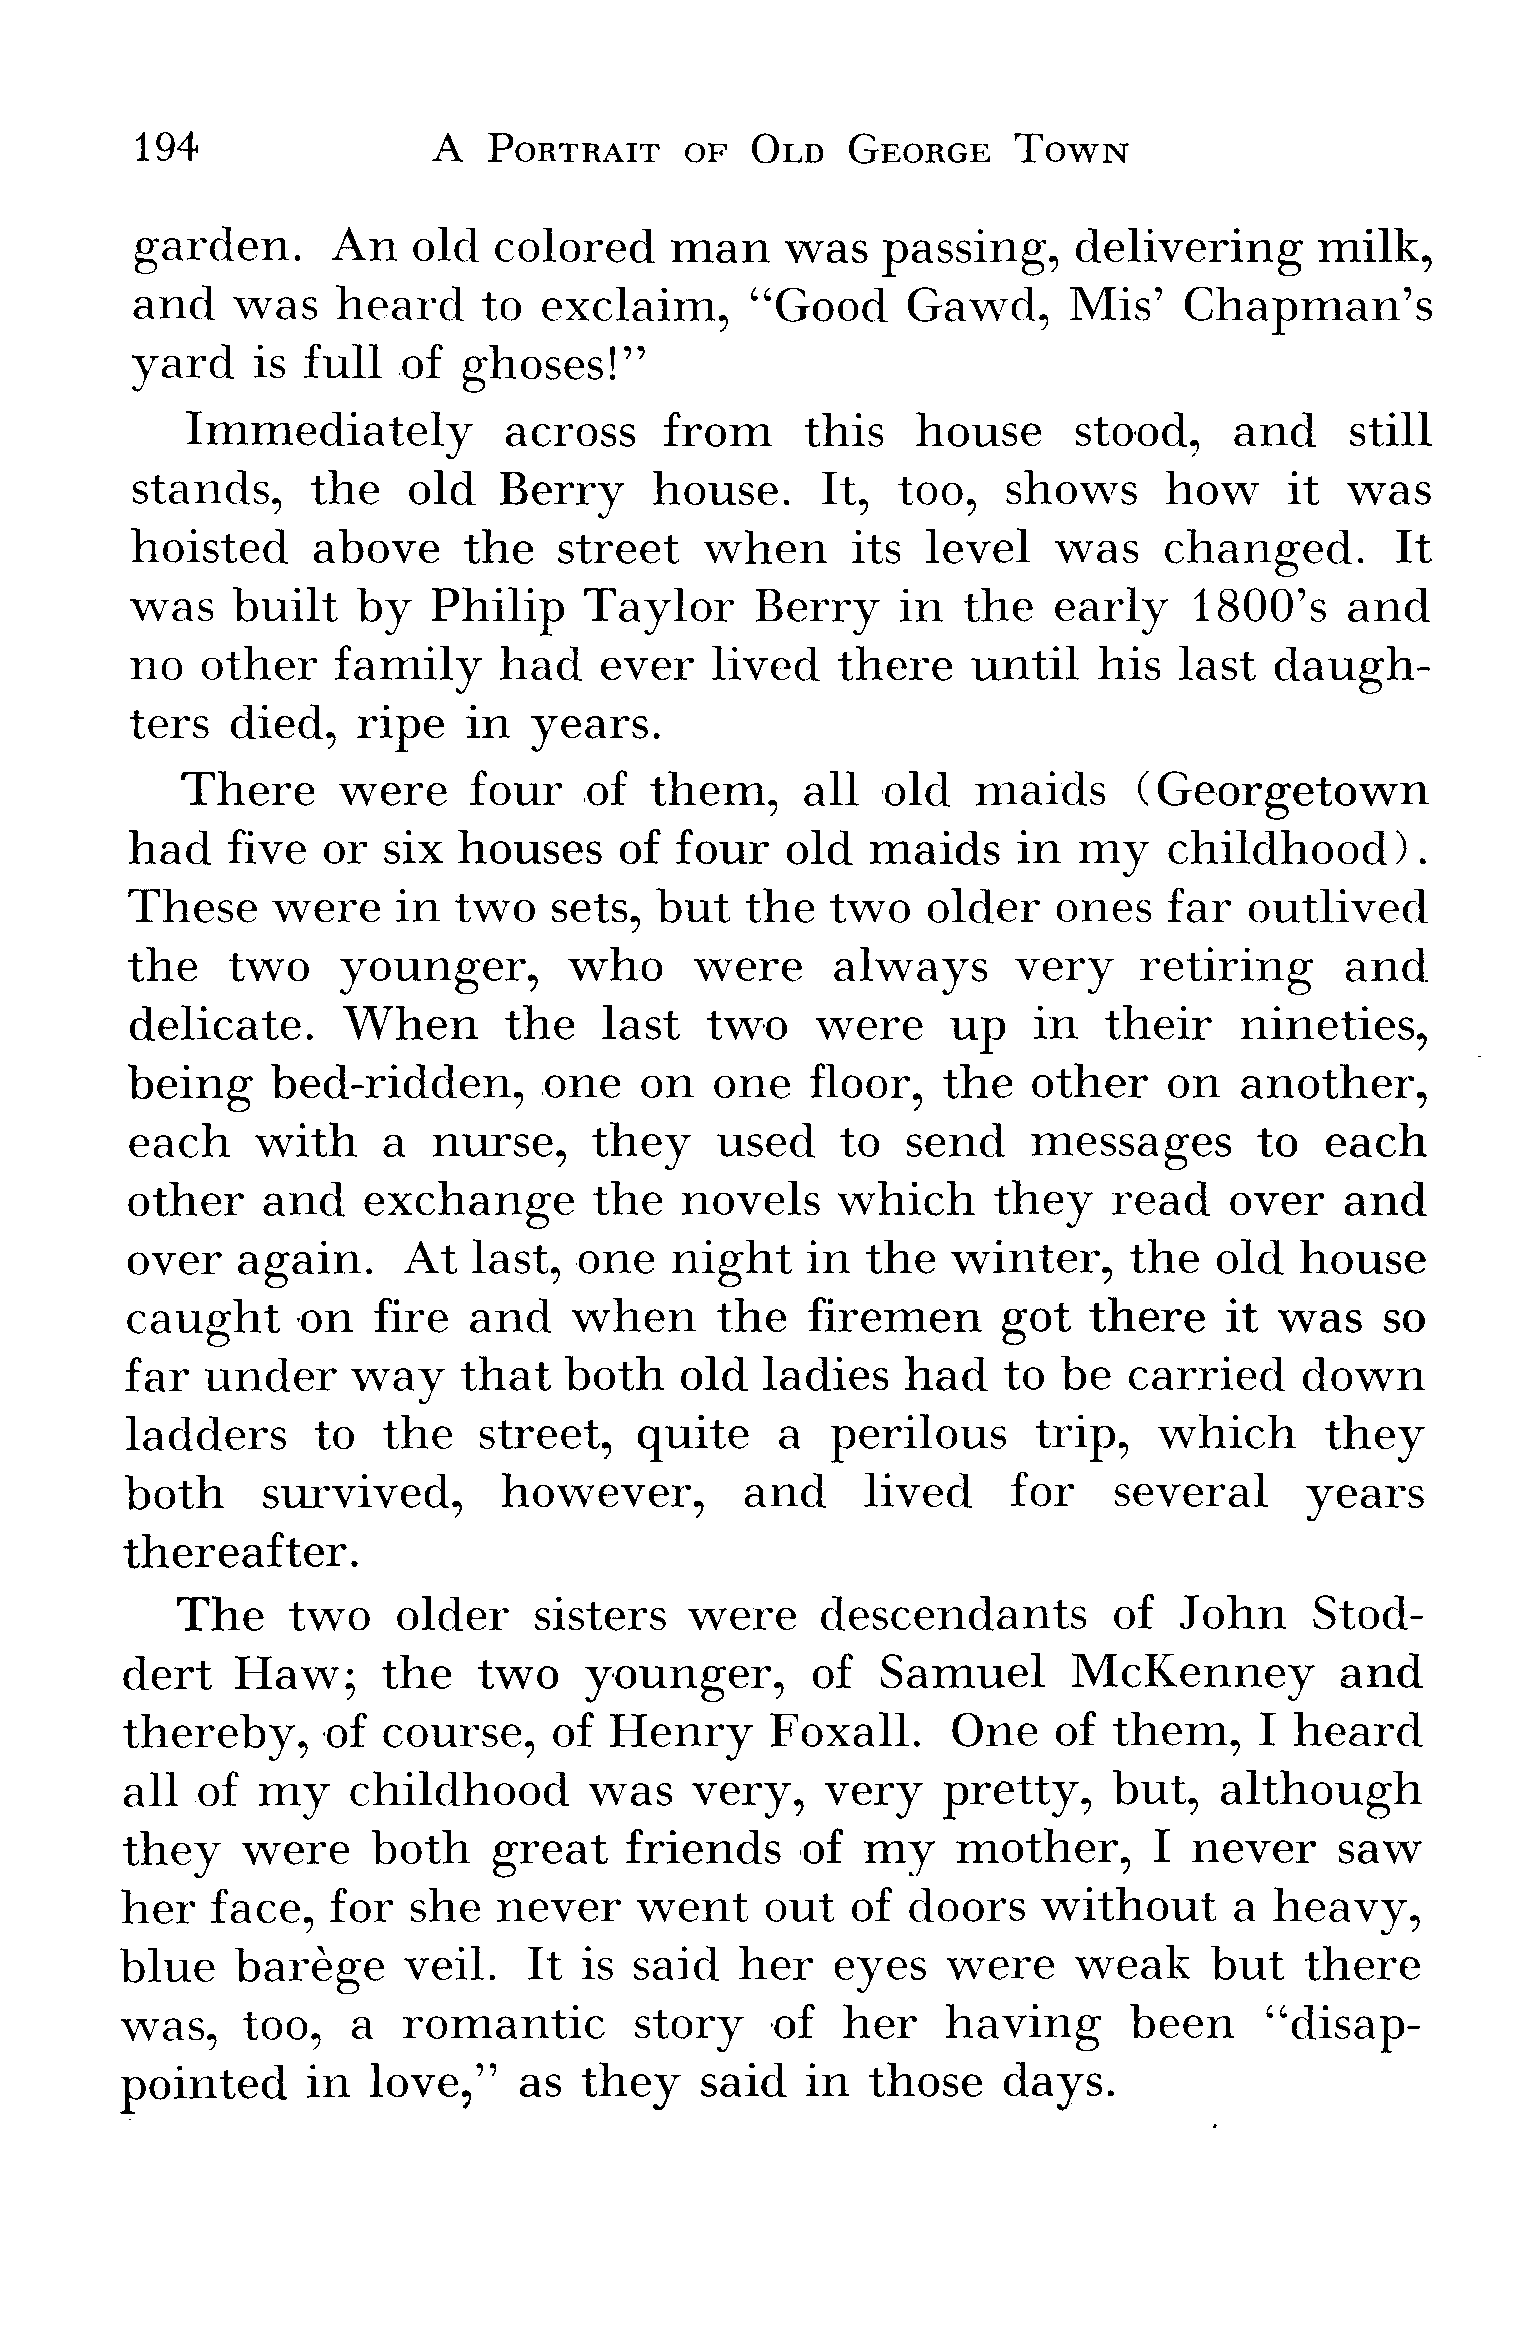 194 A Portrait of Old George Town
garden. An old colored man was passing, delivering milk,
and was heard to exclaim, “Good Gawd, Mis’ Chapman’s
yard is full of ghoses!”
Immediately across from this house stood, and still
stands, the old Berry house. It, too, shows how it was
hoisted above the street when its level was changed. It
was built by Philip Taylor Berry in the early 1800’s and
no other family had ever lived there until his last daugh-
ters died, ripe in years.
There were four of them, all old maids (Georgetown
had five or six houses of four old maids in my childhood).
These were in two sets, but the two older ones far outlived
the two younger, who were always very retiring and
delicate. When the last two were up in their nineties,
being bed-ridden, one on one floor, the other on another,
each with a nurse, they used to send messages to each
other and exchange the novels which they read over and
over again. At last, one night in the winter, the old house
caught on fire and when the firemen got there it was so
far under way that both old ladies had to be carried down
ladders to the street, quite a perilous trip, which they
both survived, however, and lived for several years
thereafter.
The two older sisters were descendants of John Stod-
dert Haw; the two younger, of Samuel McKenney and
thereby, of course, of Henry Foxall. One of them, I heard
all of my childhood was very, very pretty, but, although
they were both great friends of my mother, I never saw
her face, for she never went out of doors without a heavy,
blue barège veil. It is said her eyes were weak but there
was, too, a romantic story of her having been “disap-
pointed in love,” as they said in those days.